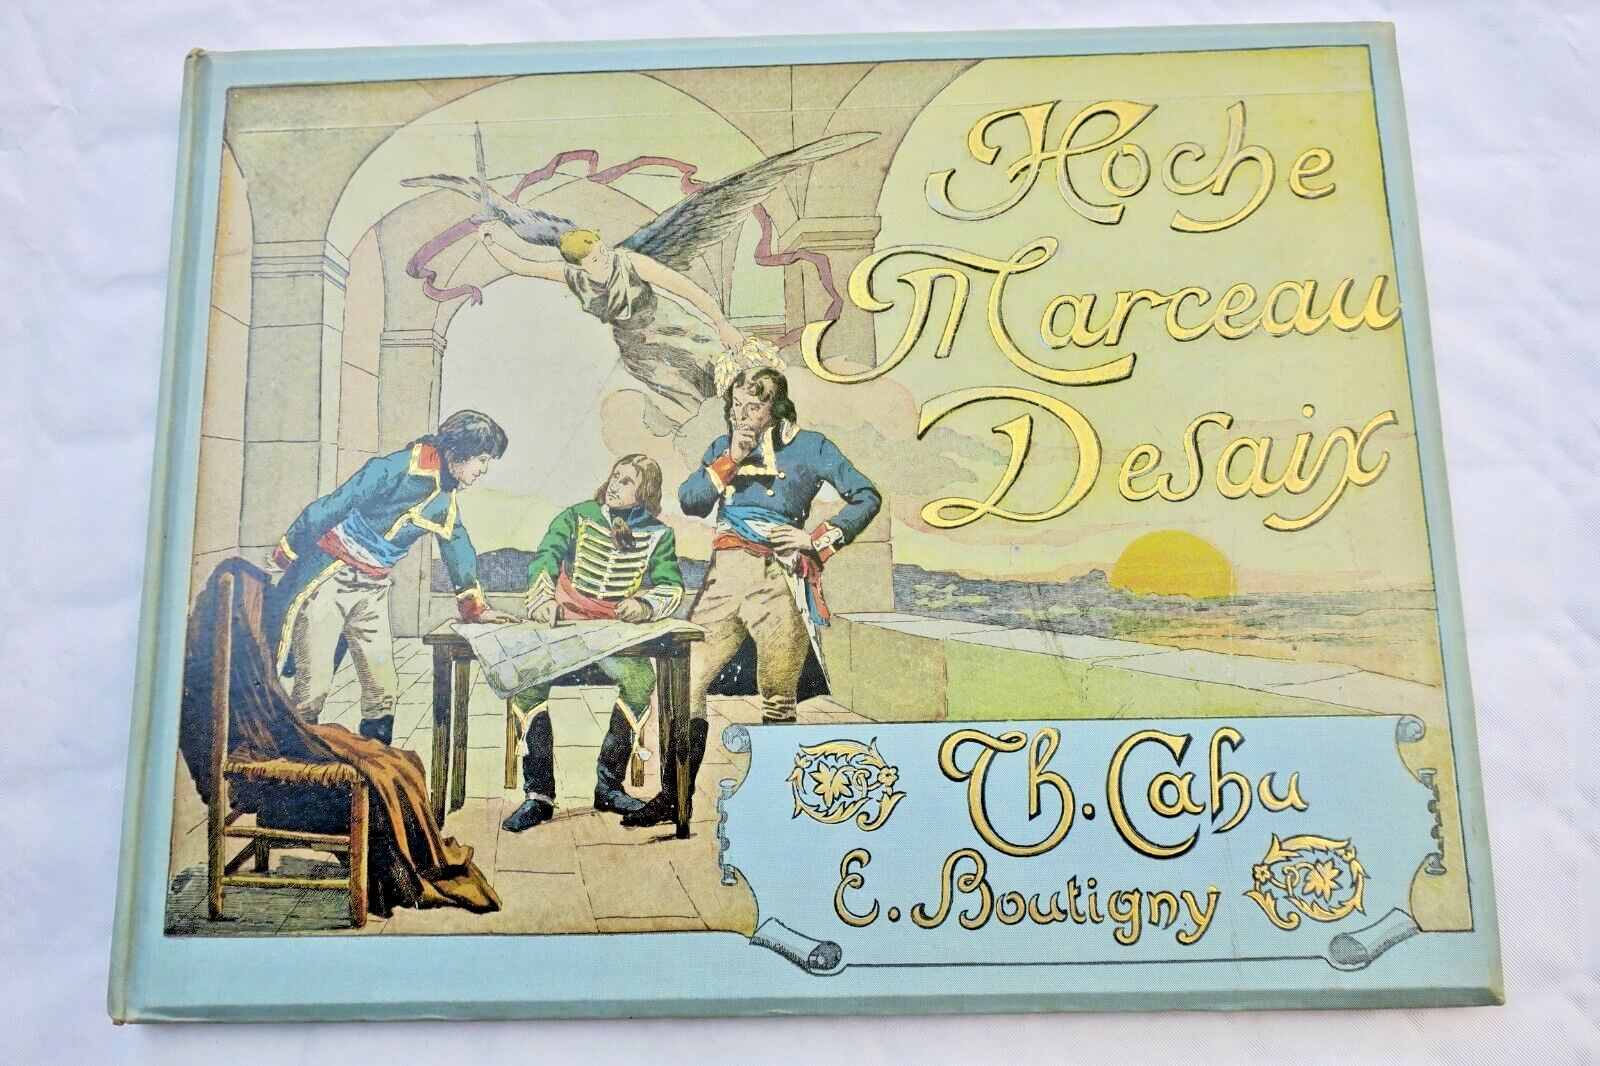 Hoche
Marceau
Desaix
Th. Cahu
E. Boutigny